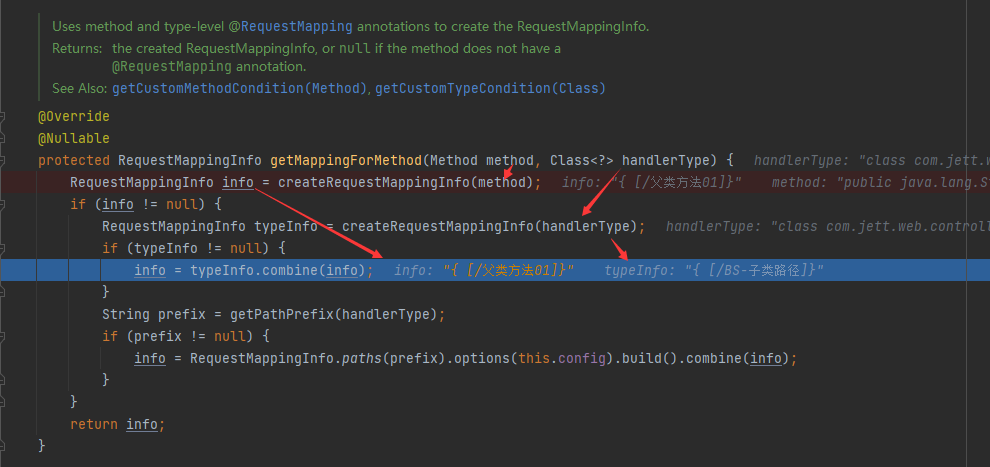 Uses method and type-level @RequestMapping annotations to create the RequestMappingInfo.
Returns: the created RequestMappingInfo, or null if the method does not have a
@RequestMapping annotation.
See Also: getCustomMethodCondition(Method), getCustomTypeCondition(Class)
@Override
@Nullable
protected RequestMappingInfo getMappingForMethod(Method method, Class<?> handlerType) { handlerType: "class com.jett.w
RequestMappingInfo info = createRequestMappingInfo(method); info: "{ [/父类方法01]}" method: "public java.lang.S
if (info != null) {
RequestMappingInfo typeInfo = createRequestMappingInfo(handlerType); handlerType: "class com.jett.web.controll
if (typeInfo != null) {
info = typeInfo.combine(info); info: "{ [/父类方法01]}" typeInfo: "{ [/BS-子类路径]}"
}
String prefix = getPathPrefix(handlerType);
if (prefix != null) {
info = RequestMappingInfo.paths(prefix).options(this.config).build().combine(info);
}
}
return info;
}